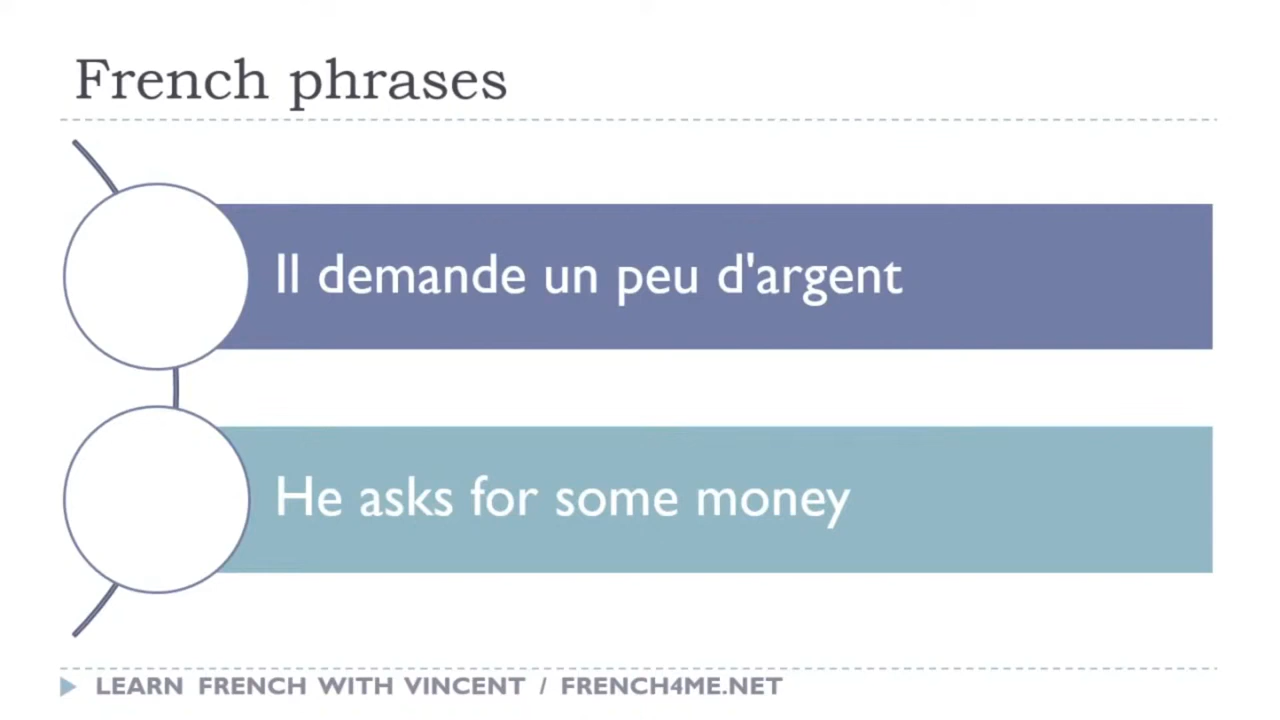 French phrases
Il demande un peu d'argent
He asks for some money
LEARN FRENCH WITH VINCENT / FRENCH4ME.NET